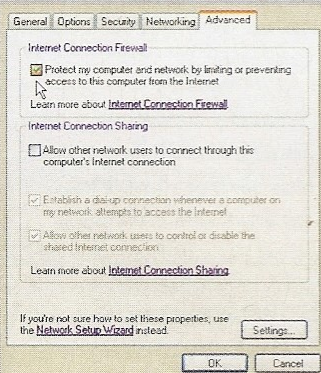 General Options Security Networking Advanced
Internet Connection Firewall
Protect my computer and network by limiting or preventing
access to this computer from the Internet
Learn more about Internet Connection Firewall.
Internet Connection Sharing
Allow other network users to connect through this
computer's Internet connection
Establish a dial-up connection whenever a computer on
my network attempts to access the Internet
Allow other network users to control or disable the
shared Internet connection
Learn more about Internet Connection Sharing.
If you're not sure how to set these properties, use
the Network Setup Wizard instead.
Settings...
OK Cancel